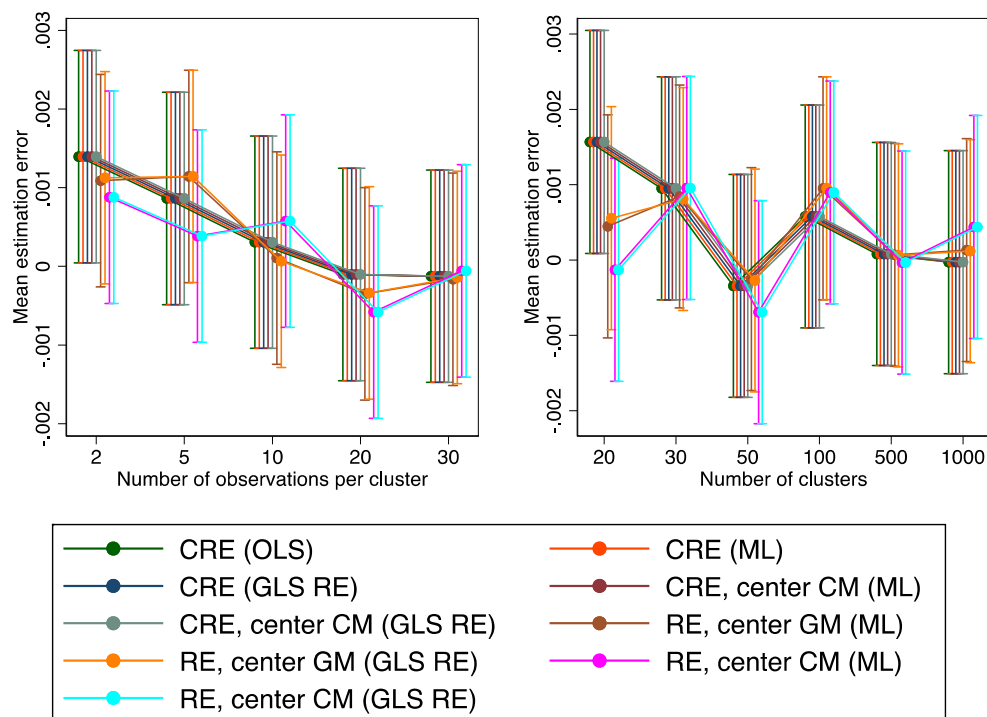 Mean estimation error
.003
.002
.001
0
-.001
-.002
2
5
10
20
30
Number of observations per cluster
Mean estimation error
.003
.002
.001
0
-.001
-.002
20
30
50
100
500
1000
Number of clusters
CRE (OLS)
CRE (ML)
CRE (GLS RE)
CRE, center CM (ML)
CRE, center CM (GLS RE)
RE, center GM (ML)
RE, center GM (GLS RE)
RE, center CM (ML)
RE, center CM (GLS RE)